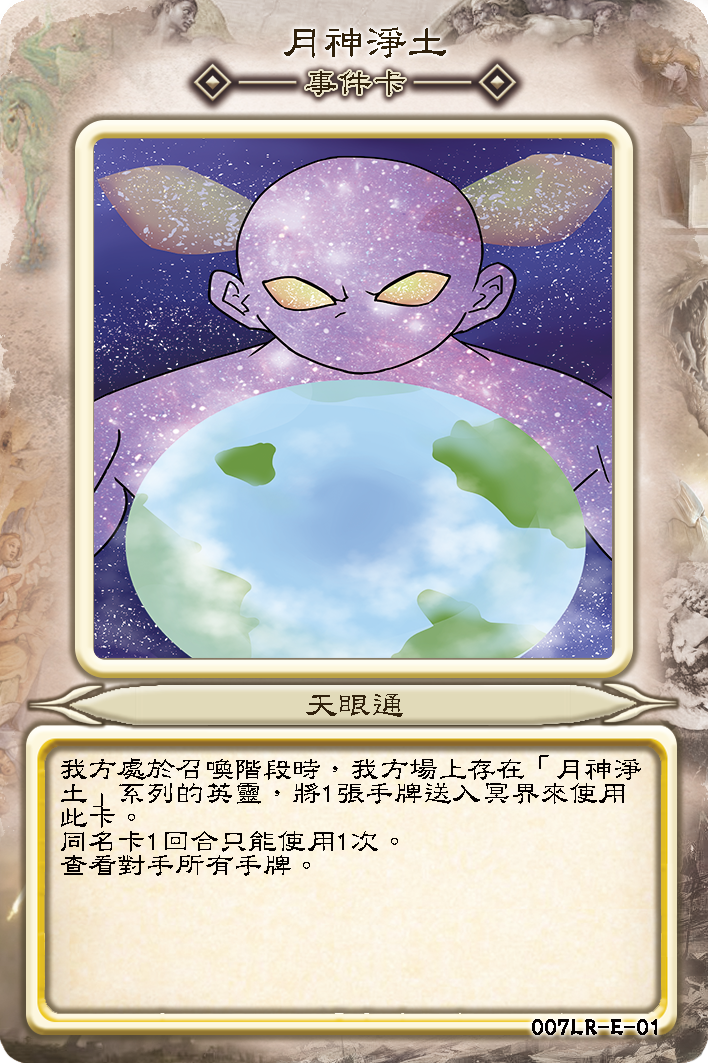 月神淨土
事件卡
天眼通
我方處於召喚階段時，我方場上存在「月神淨
土」系列的英靈，將1張手牌送入冥界來使用
此卡。
同名卡1回合只能使用1次。
查看對手所有手牌。
007LR-E-01